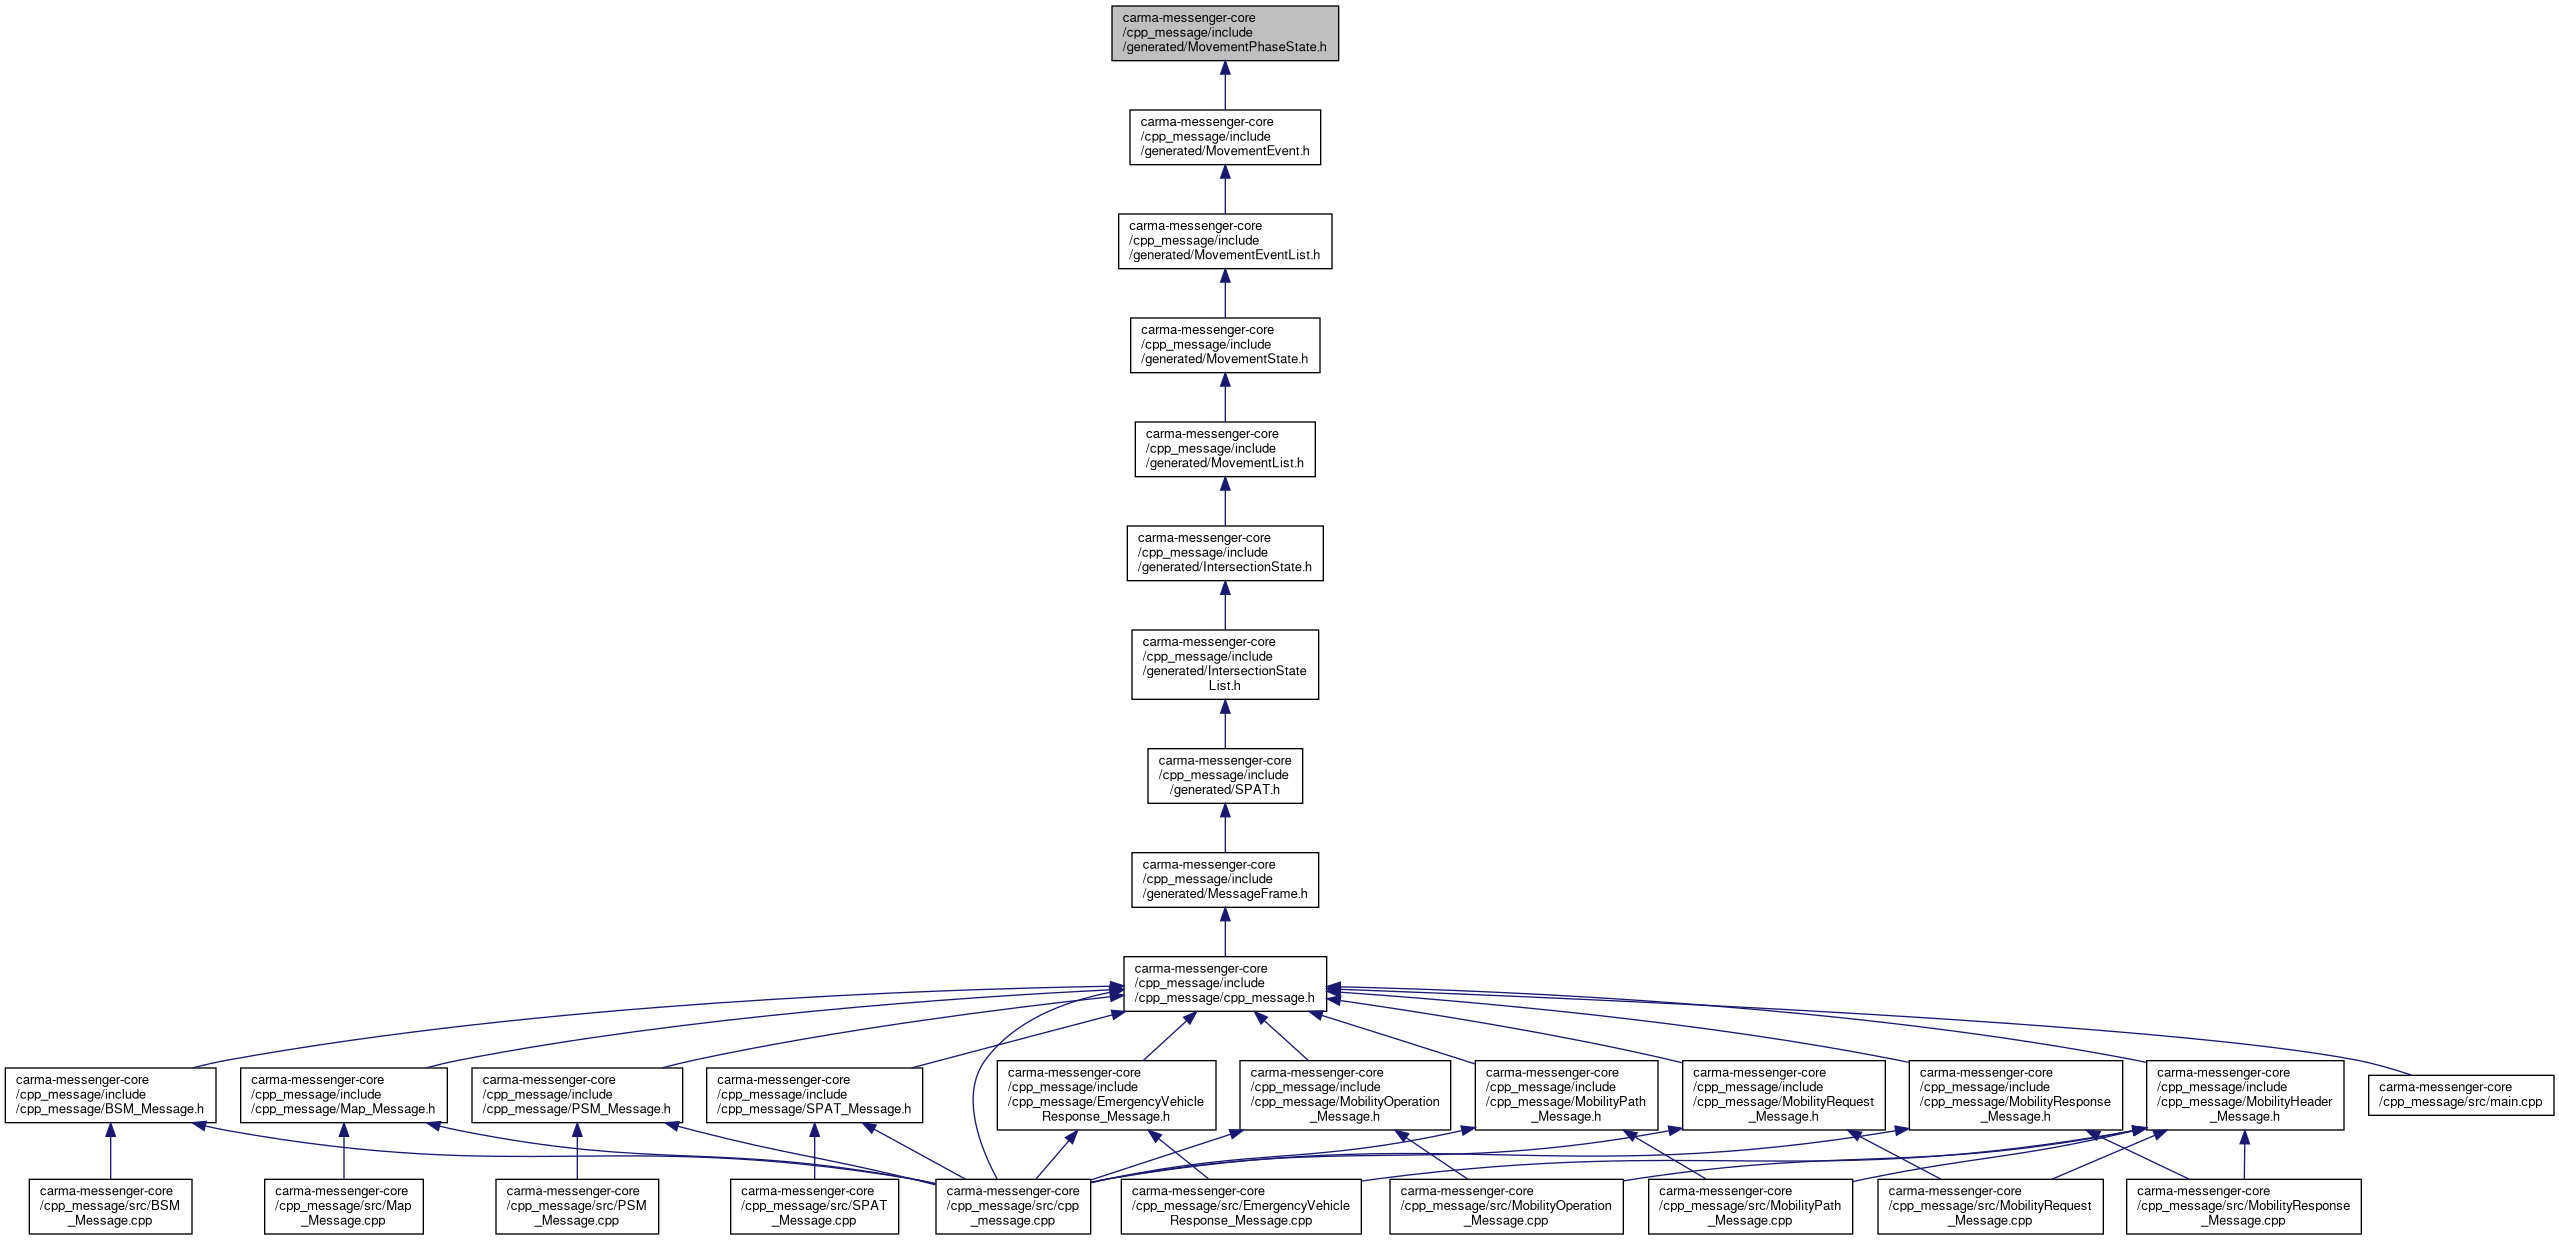 carma-messenger-core
/cpp_message/include
/generated/MovementPhaseState.h
carma-messenger-core
/cpp_message/include
/generated/MovementEvent.h
carma-messenger-core
/cpp_message/include
/generated/MovementEventList.h
carma-messenger-core
/cpp_message/include
/generated/MovementState.h
carma-messenger-core
/cpp_message/include
/generated/MovementList.h
carma-messenger-core
/cpp_message/include
/generated/IntersectionState.h
carma-messenger-core
/cpp_message/include
/generated/IntersectionState
List.h
carma-messenger-core
/cpp_message/include
/generated/SPAT.h
carma-messenger-core
/cpp_message/include
/generated/MessageFrame.h
carma-messenger-core
/cpp_message/include
/cpp_message/cpp_message.h
carma-messenger-core
/cpp_message/include
/cpp_message/BSM_Message.h
carma-messenger-core
/cpp_message/include
/cpp_message/Map_Message.h
carma-messenger-core
/cpp_message/include
/cpp_message/PSM_Message.h
carma-messenger-core
/cpp_message/include
/cpp_message/SPAT_Message.h
carma-messenger-core
/cpp_message/include
/cpp_message/EmergencyVehicle
Response_Message.h
carma-messenger-core
/cpp_message/include
/cpp_message/MobilityOperation
_Message.h
carma-messenger-core
/cpp_message/include
/cpp_message/MobilityPath
_Message.h
carma-messenger-core
/cpp_message/include
/cpp_message/MobilityRequest
_Message.h
carma-messenger-core
/cpp_message/include
/cpp_message/MobilityResponse
_Message.h
carma-messenger-core
/cpp_message/include
/cpp_message/MobilityHeader
_Message.h
carma-messenger-core
/cpp_message/src/main.cpp
carma-messenger-core
/cpp_message/src/BSM
_Message.cpp
carma-messenger-core
/cpp_message/src/Map
_Message.cpp
carma-messenger-core
/cpp_message/src/PSM
_Message.cpp
carma-messenger-core
/cpp_message/src/SPAT
_Message.cpp
carma-messenger-core
/cpp_message/src/cpp
_message.cpp
carma-messenger-core
/cpp_message/src/EmergencyVehicle
Response_Message.cpp
carma-messenger-core
/cpp_message/src/MobilityOperation
_Message.cpp
carma-messenger-core
/cpp_message/src/MobilityPath
_Message.cpp
carma-messenger-core
/cpp_message/src/MobilityRequest
_Message.cpp
carma-messenger-core
/cpp_message/src/MobilityResponse
_Message.cpp